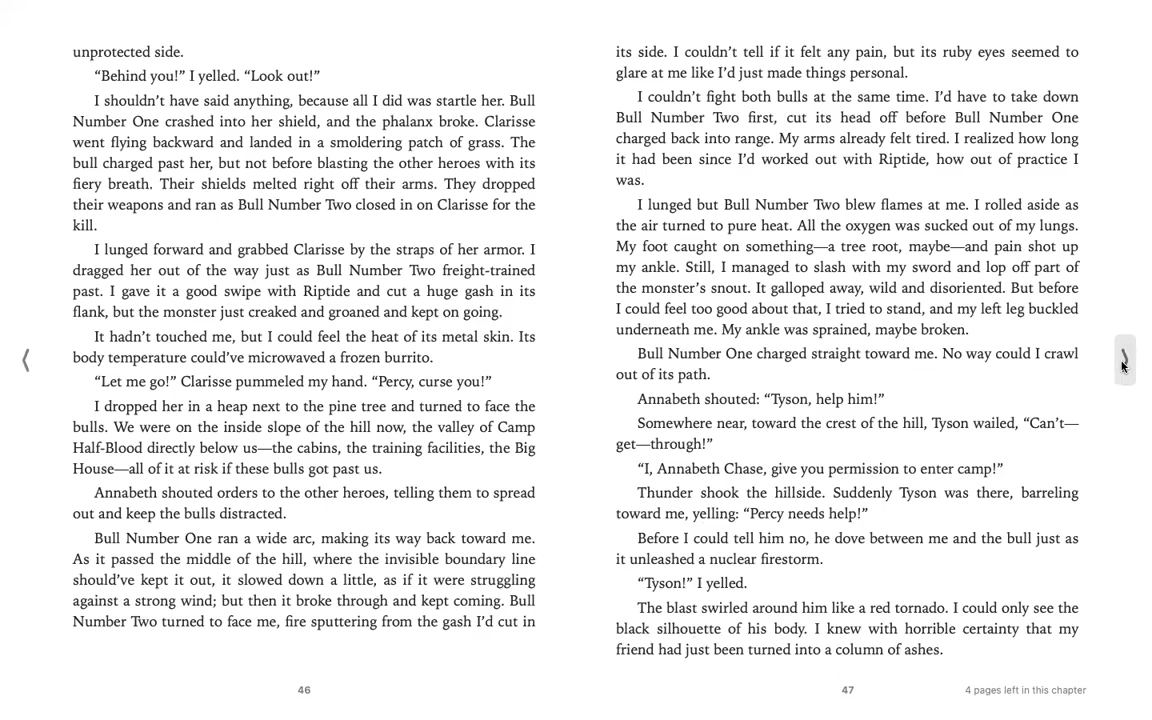 unprotected side.
“Behind you!” I yelled. “Look out!”
I shouldn’t have said anything, because all I did was startle her. Bull
Number One crashed into her shield, and the phalanx broke. Clarisse
went flying backward and landed in a smoldering patch of grass. The
bull charged past her, but not before blasting the other heroes with its
fiery breath. Their shields melted right off their arms. They dropped
their weapons and ran as Bull Number Two closed in on Clarisse for the
kill.
I lunged forward and grabbed Clarisse by the straps of her armor. I
dragged her out of the way just as Bull Number Two freight-trained
past. I gave it a good swipe with Riptide and cut a huge gash in its
flank, but the monster just creaked and groaned and kept on going.
It hadn’t touched me, but I could feel the heat of its metal skin. Its
body temperature could’ve microwaved a frozen burrito.
“Let me go!” Clarisse pummeled my hand. “Percy, curse you!”
I dropped her in a heap next to the pine tree and turned to face the
bulls. We were on the inside slope of the hill now, the valley of Camp
Half-Blood directly below us—the cabins, the training facilities, the Big
House—all of it at risk if these bulls got past us.
Annabeth shouted orders to the other heroes, telling them to spread
out and keep the bulls distracted.
Bull Number One ran a wide arc, making its way back toward me.
As it passed the middle of the hill, where the invisible boundary line
should’ve kept it out, it slowed down a little, as if it were struggling
against a strong wind; but then it broke through and kept coming. Bull
Number Two turned to face me, fire sputtering from the gash I’d cut in
46
its side. I couldn’t tell if it felt any pain, but its ruby eyes seemed to
glare at me like I’d just made things personal.
I couldn’t fight both bulls at the same time. I’d have to take down
Bull Number Two first, cut its head off before Bull Number One
charged back into range. My arms already felt tired. I realized how long
it had been since I’d worked out with Riptide, how out of practice I
was.
I lunged but Bull Number Two blew flames at me. I rolled aside as
the air turned to pure heat. All the oxygen was sucked out of my lungs.
My foot caught on something—a tree root, maybe—and pain shot up
my ankle. Still, I managed to slash with my sword and lop off part of
the monster’s snout. It galloped away, wild and disoriented. But before
I could feel too good about that, I tried to stand, and my left leg buckled
underneath me. My ankle was sprained, maybe broken.
Bull Number One charged straight toward me. No way could I crawl
out of its path.
Annabeth shouted: “Tyson, help him!”
Somewhere near, toward the crest of the hill, Tyson wailed, “Can’t—
get—through!”
“I, Annabeth Chase, give you permission to enter camp!”
Thunder shook the hillside. Suddenly Tyson was there, barreling
toward me, yelling: “Percy needs help!”
Before I could tell him no, he dove between me and the bull just as
it unleashed a nuclear firestorm.
“Tyson!” I yelled.
The blast swirled around him like a red tornado. I could only see the
black silhouette of his body. I knew with horrible certainty that my
friend had just been turned into a column of ashes.
47
4 pages left in this chapter